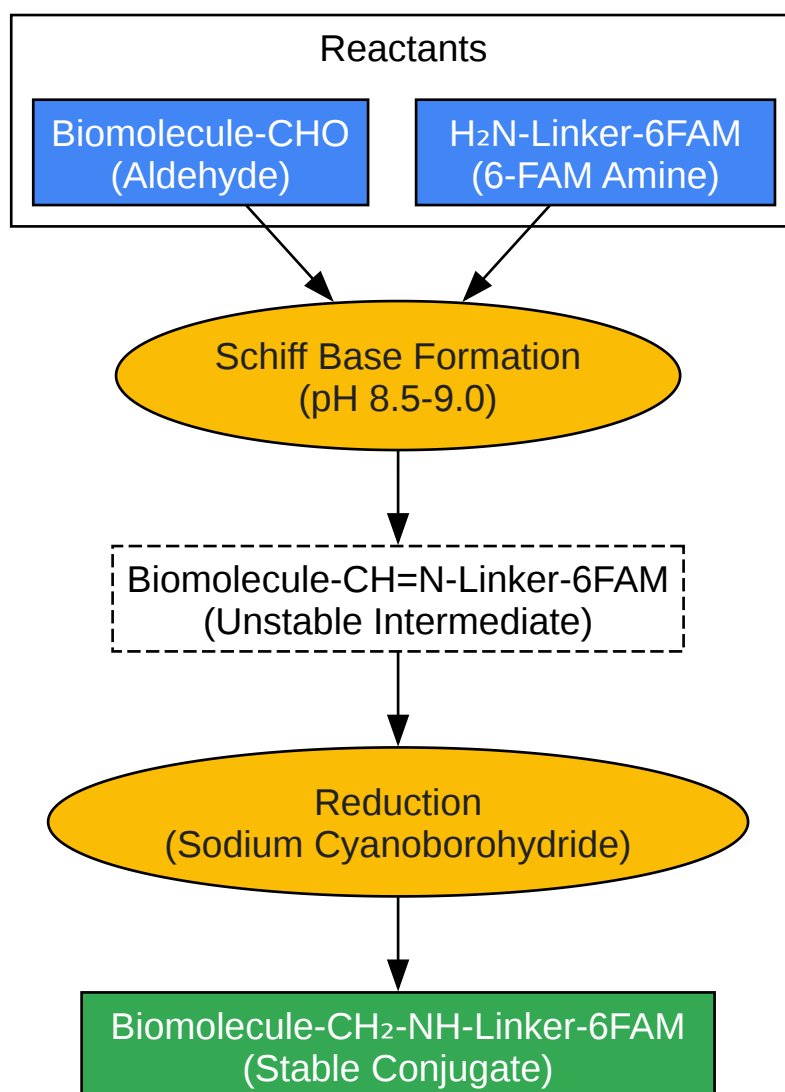 Reactants
Biomolecule-CHO
(Aldehyde)
H₂N-Linker-6FAM
(6-FAM Amine)
Schiff Base Formation
(pH 8.5-9.0)
Biomolecule-CH=N-Linker-6FAM
(Unstable Intermediate)
Reduction
(Sodium Cyanoborohydride)
Biomolecule-CH₂-NH-Linker-6FAM
(Stable Conjugate)